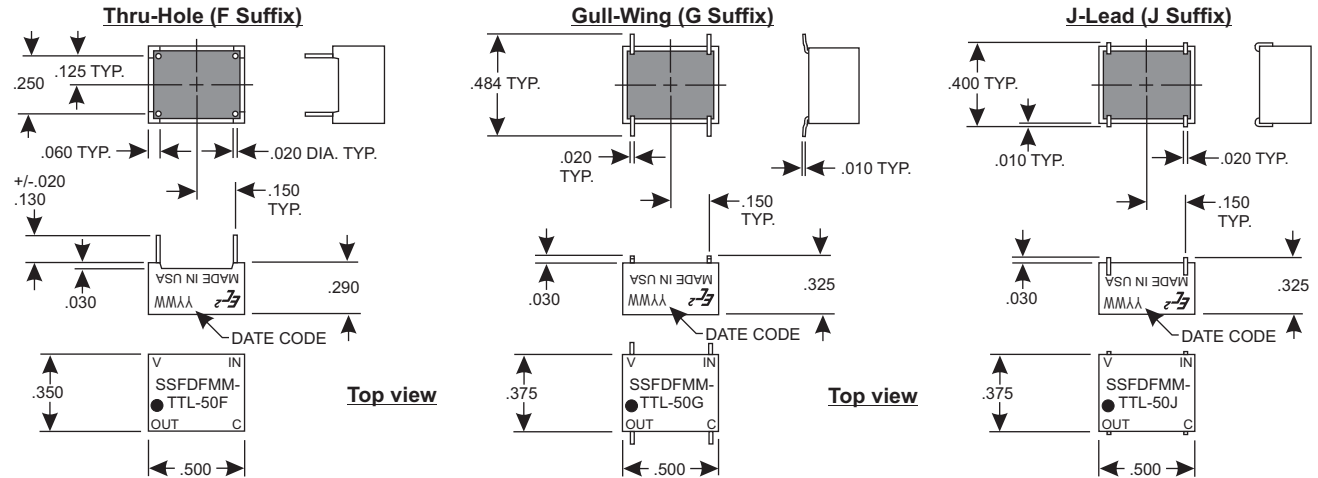 Thru-Hole (F Suffix)
.250
.125 TYP.
.060 TYP.
.020 DIA. TYP.
+/-.020
.130
.150
TYP.
.030
MADE IN USA
YYWW
.290
DATE CODE
V IN
SSFDFMM-
TTL-50F
OUT C
.350
.500
Top view
Gull-Wing (G Suffix)
.484 TYP.
.020
TYP.
.010 TYP.
.150
TYP.
.030
MADE IN USA
YYWW
.325
DATE CODE
V IN
SSFDFMM-
TTL-50G
OUT C
.375
.500
Top view
J-Lead (J Suffix)
.400 TYP.
.010 TYP.
.020 TYP.
.150
TYP.
.030
MADE IN USA
YYWW
.325
DATE CODE
V IN
SSFDFMM-
TTL-50J
OUT C
.375
.500